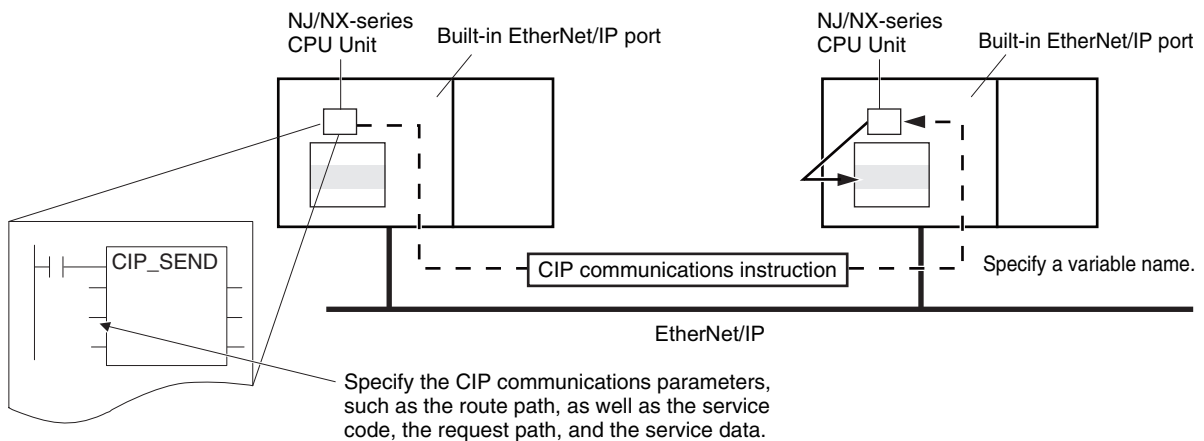 NJ/NX-series
CPU Unit
Built-in EtherNet/IP port
NJ/NX-series
CPU Unit
Built-in EtherNet/IP port
CIP_SEND
CIP communications instruction
Specify a variable name.
EtherNet/IP
Specify the CIP communications parameters,
such as the route path, as well as the service
code, the request path, and the service data.